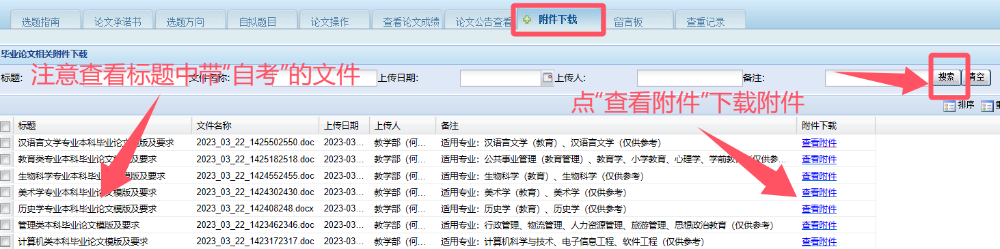 选题指南 论文承诺书 选题方向 自拟题目 论文操作 查看论文成绩 论文公告查看 附件下载 留言板 查重记录
毕业论文相关附件下载
标题: 文件名称: 上传日期: 上传人: 备注: 搜索 清空
注意查看标题中带“自考”的文件
点“查看附件”下载附件
排序
标题 文件名称 上传日期 上传人 备注 附件下载
汉语言文学专业本科毕业论文模版及要求 2023_03_22_1425502550.doc 2023-03... 教学部（何... 适用专业：汉语言文学（教育）、汉语言文学（仅供参考） 查看附件
教育类专业本科毕业论文模版及要求 2023_03_22_1425182518.doc 2023-03... 教学部（何... 适用专业：公共事业管理（教育管理）、教育学、小学教育、心理学、学前教育（仅供参... 查看附件
生物科学专业本科毕业论文模版及要求 2023_03_22_1424552455.doc 2023-03... 教学部（何... 适用专业：生物科学（教育）、生物科学（仅供参考） 查看附件
美术学专业本科毕业论文模版及要求 2023_03_22_1424302430.doc 2023-03... 教学部（何... 适用专业：美术学（教育）、美术学（仅供参考） 查看附件
历史学专业本科毕业论文模版及要求 2023_03_22_142408248.docx 2023-03... 教学部（何... 适用专业：历史学（教育）、历史学（仅供参考） 查看附件
管理类本科毕业论文模版及要求 2023_03_22_1423462346.doc 2023-03... 教学部（何... 适用专业：行政管理、物流管理、人力资源管理、旅游管理、思想政治教育（仅供参考） 查看附件
计算机类本科毕业论文模版及要求 2023_03_22_1423172317.doc 2023-03... 教学部（何... 适用专业：计算机科学与技术、电子信息工程、软件工程（仅供参考） 查看附件